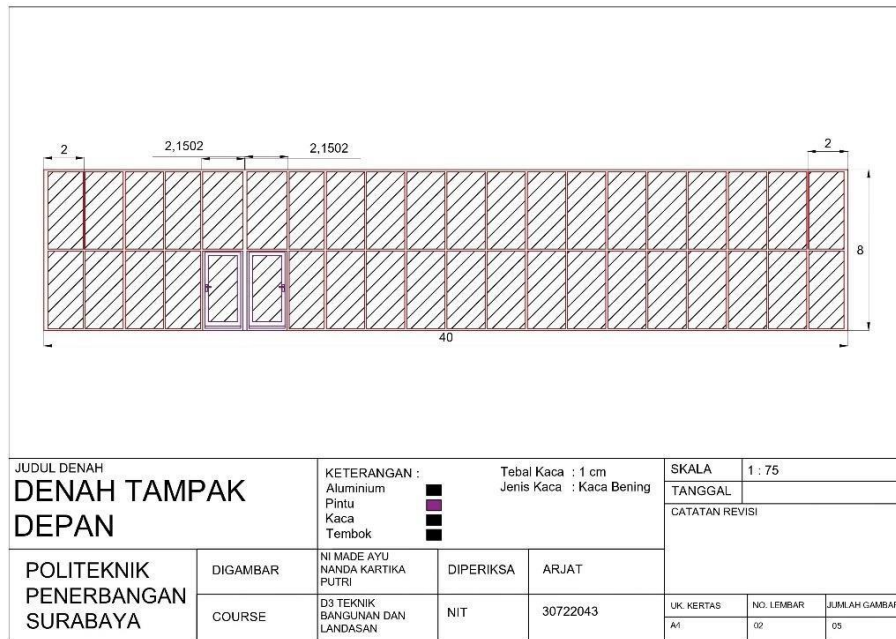 2
2,1502
2,1502
2
8
40
JUDUL DENAH
DENAH TAMPAK
DEPAN
KETERANGAN :
Aluminium
Pintu
Kaca
Tembok
Tebal Kaca : 1 cm
Jenis Kaca : Kaca Bening
SKALA 1 : 75
TANGGAL
CATATAN REVISI
POLITEKNIK
PENERBANGAN
SURABAYA
DIGAMBAR
NI MADE AYU
NANDA KARTIKA
PUTRI
DIPERIKSA
ARJAT
COURSE
D3 TEKNIK
BANGUNAN DAN
LANDASAN
NIT
30722043
UK. KERTAS
NO. LEMBAR
JUMLAH GAMBAR
A4
02
05